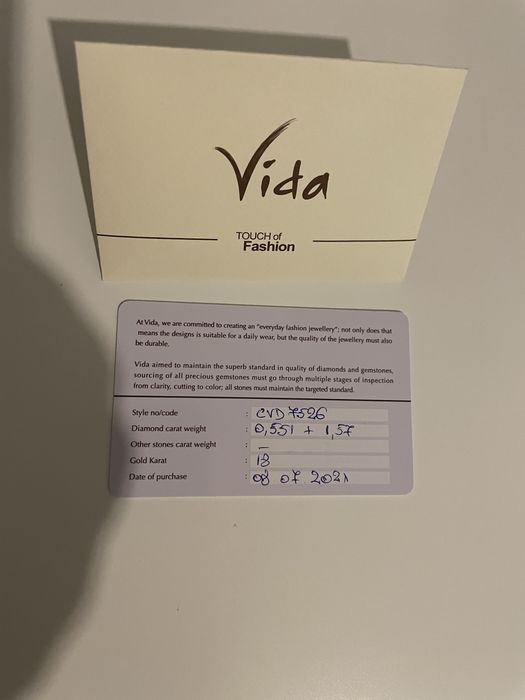 Vida
TOUCH of
Fashion
At Vida, we are committed to creating an "everyday fashion jewellery"; not only does that
means the designs is suitable for a daily wear, but the quality of the jewellery must also
be durable.
Vida aimed to maintain the superb standard in quality of diamonds and gemstones,
sourcing of all precious gemstones must go through multiple stages of inspection
from clarity, cutting to color; all stones must maintain the targeted standard.
Style no/code : CVD 7526
Diamond carat weight : 0,551 + 1,57
Other stones carat weight : –
Gold Karat : 18
Date of purchase : 08 07 2021